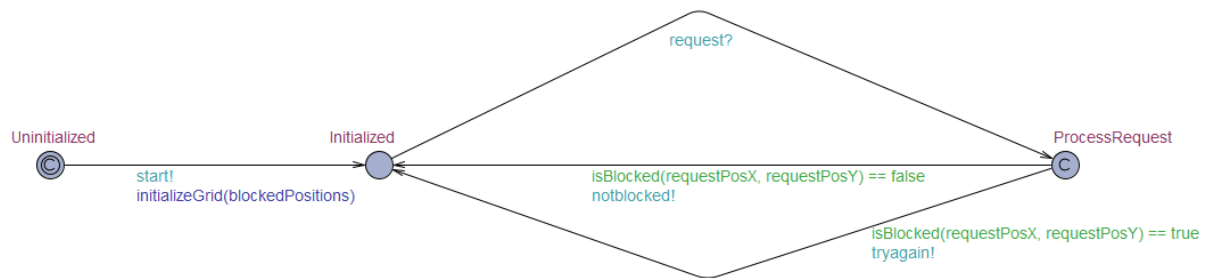 request?
Uninitialized
Initialized
ProcessRequest
C
C
start!
initializeGrid(blockedPositions)
isBlocked(requestPosX, requestPosY) == false
notblocked!
isBlocked(requestPosX, requestPosY) == true
tryagain!